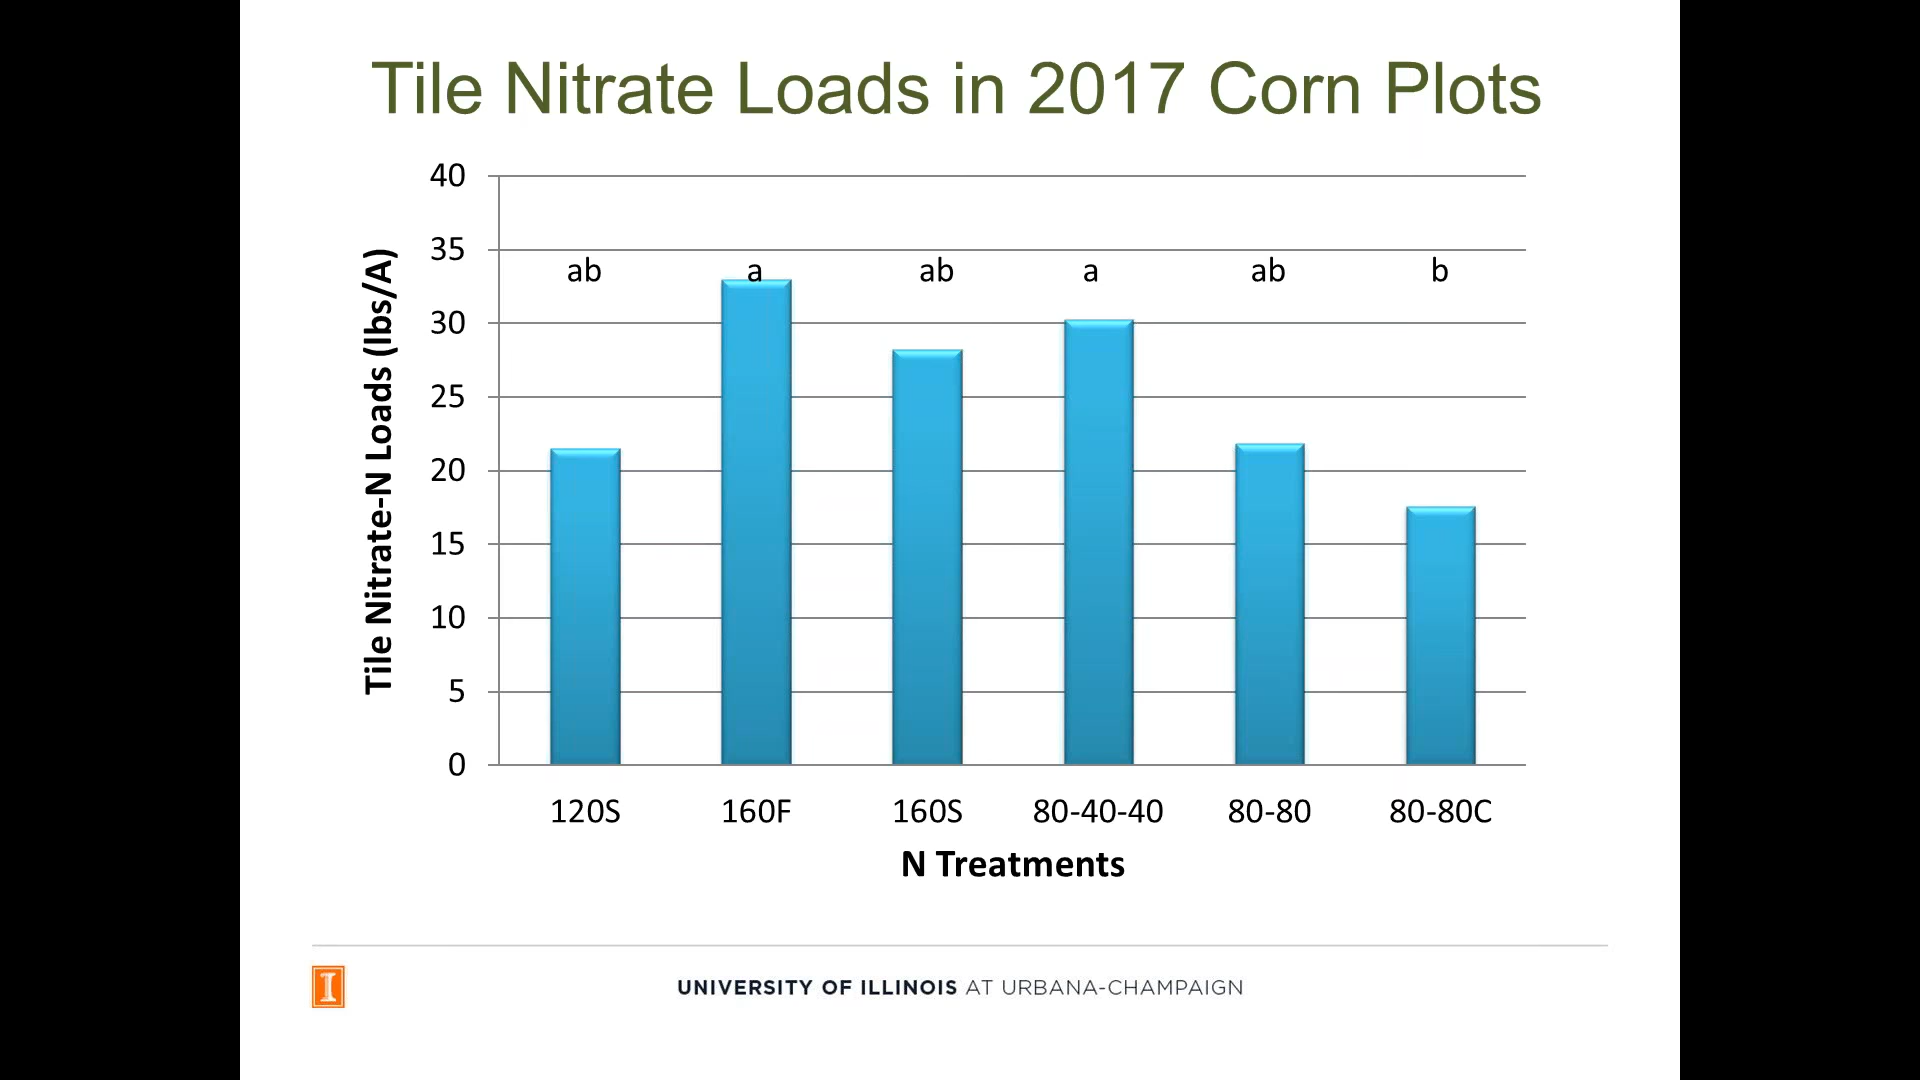 Tile Nitrate Loads in 2017 Corn Plots
40
35
30
25
20
15
10
5
0
Tile Nitrate-N Loads (lbs/A)
ab a ab a ab b
120S 160F 160S 80-40-40 80-80 80-80C
N Treatments
I
UNIVERSITY OF ILLINOIS AT URBANA-CHAMPAIGN